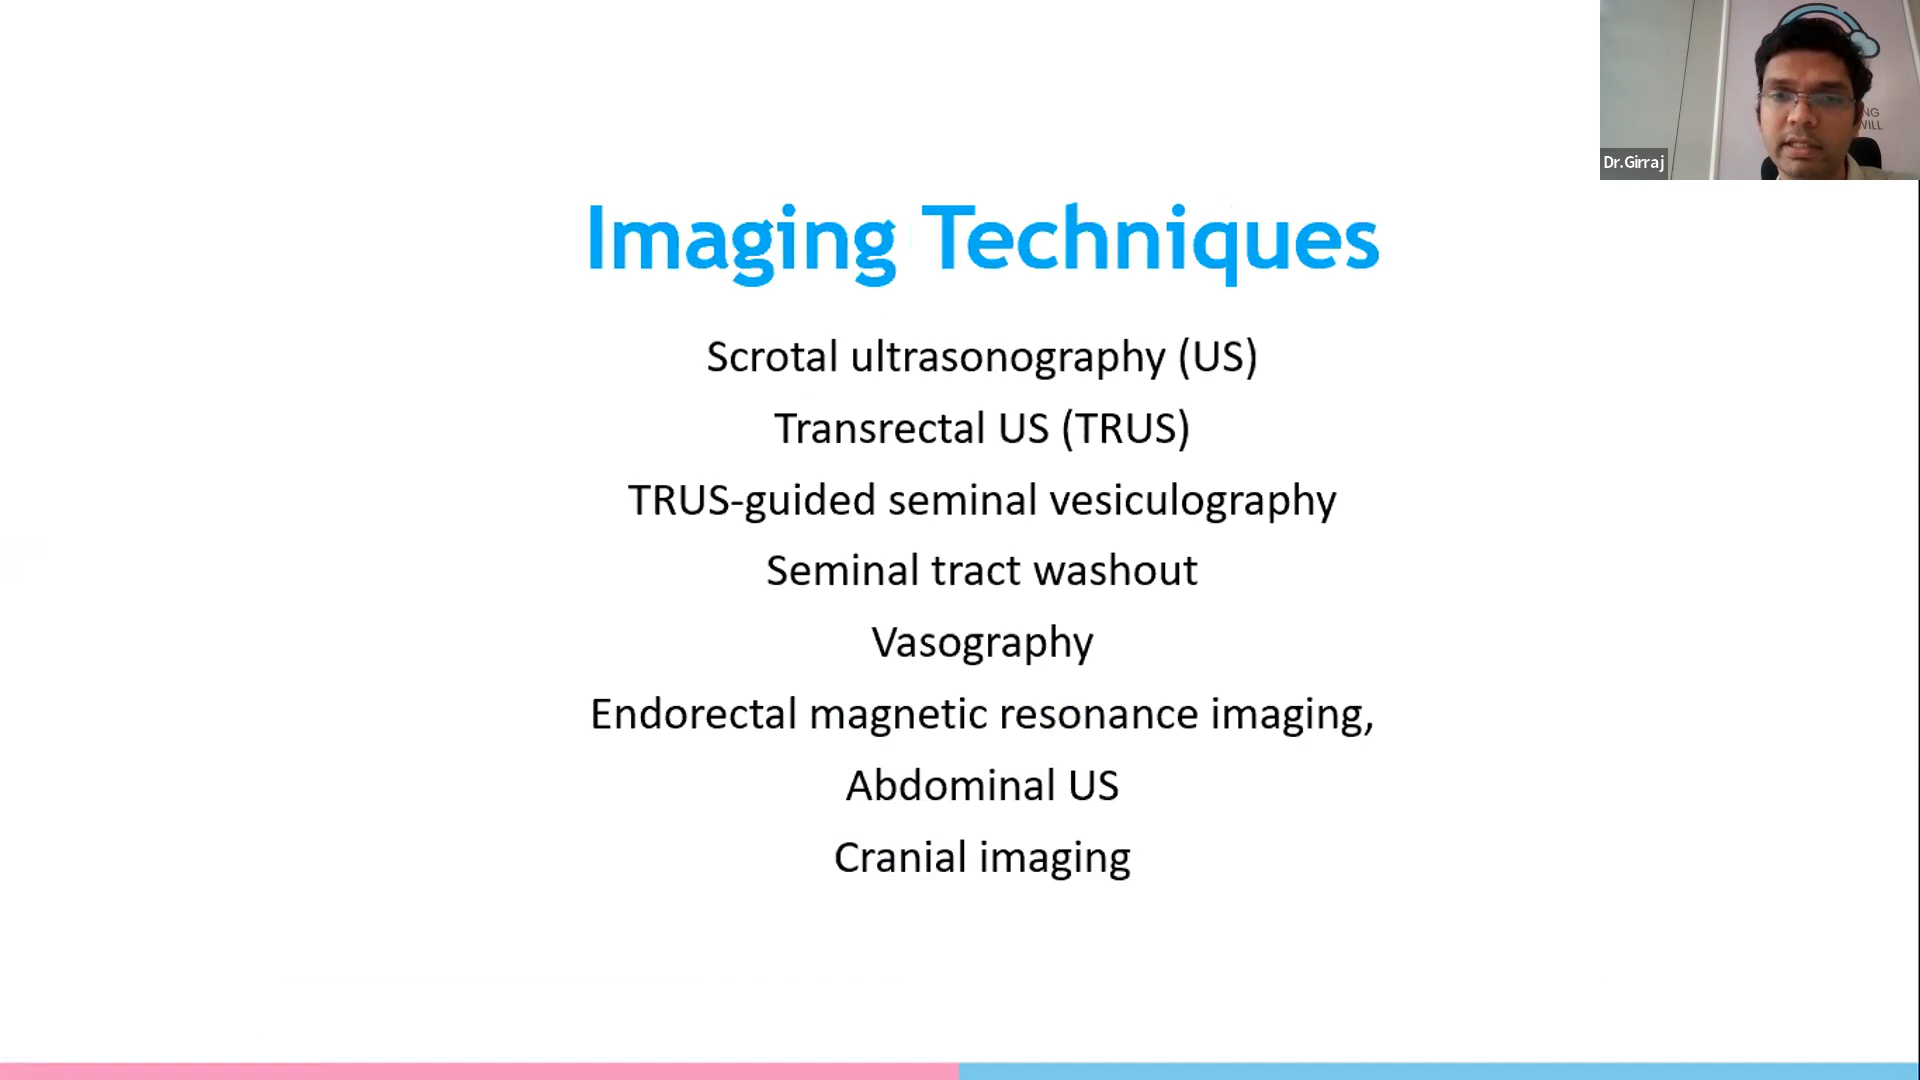 Imaging Techniques
Scrotal ultrasonography (US)
Transrectal US (TRUS)
TRUS-guided seminal vesiculography
Seminal tract washout
Vasography
Endorectal magnetic resonance imaging,
Abdominal US
Cranial imaging
Dr.Girraj